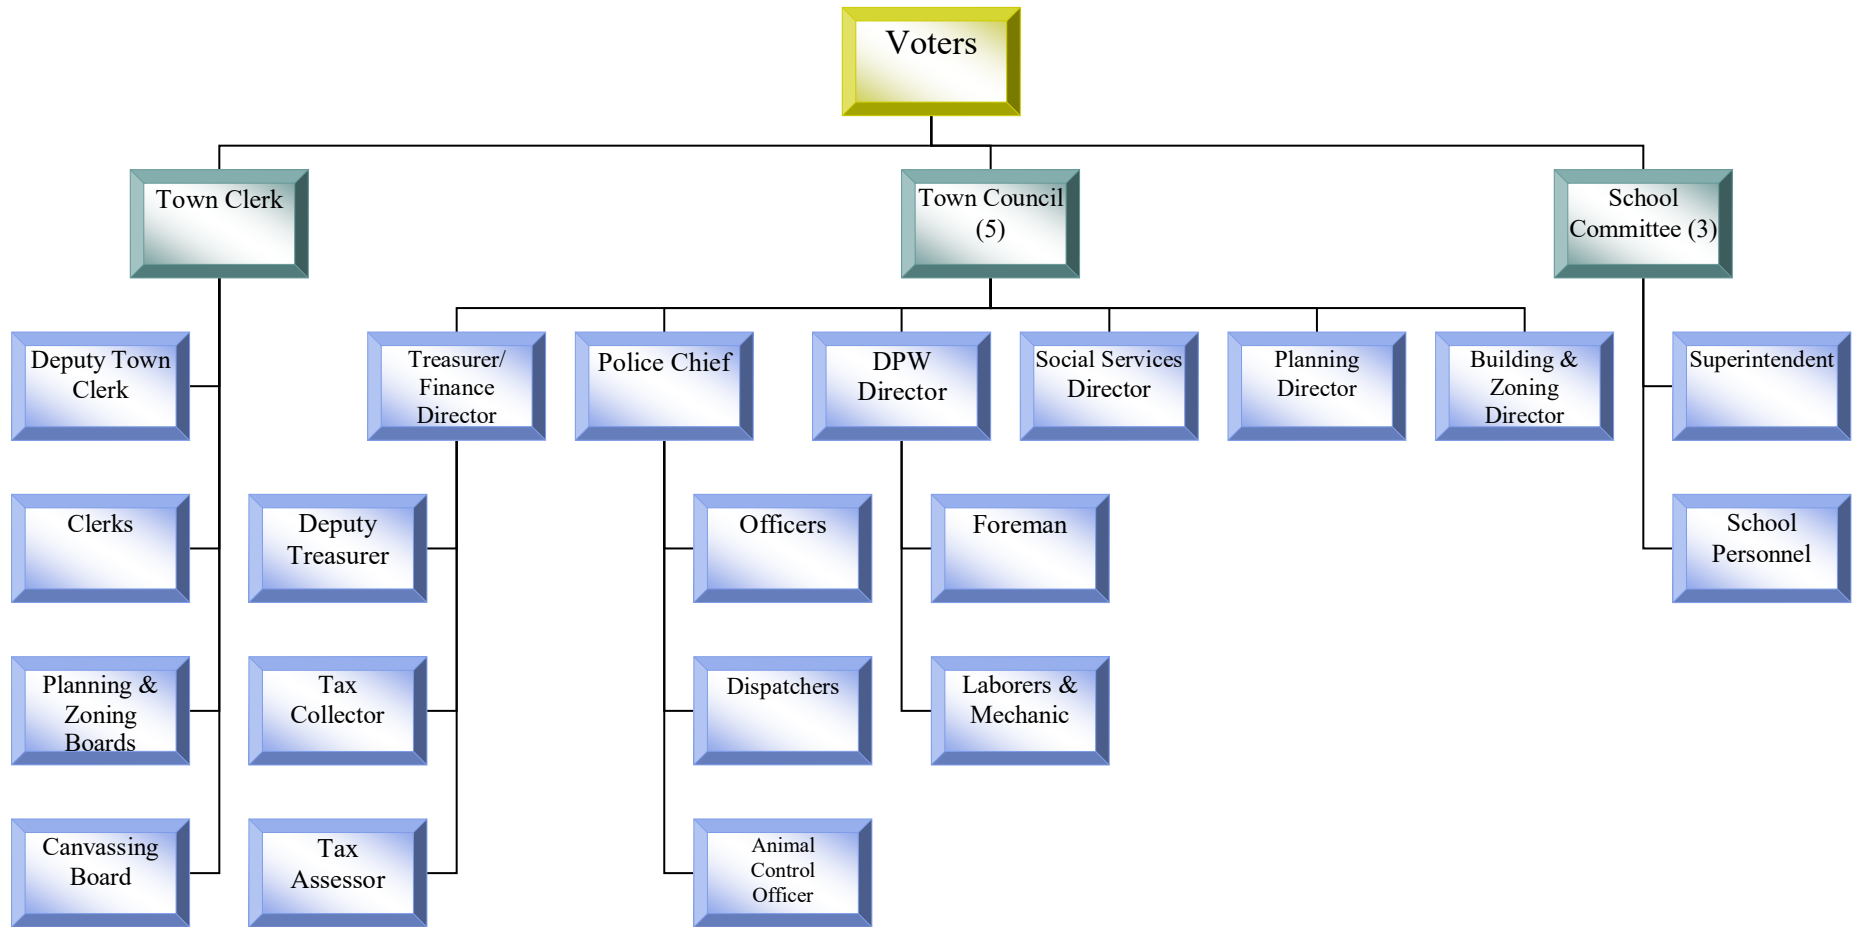 Voters
Town Clerk
Town Council
(5)
School
Committee (3)
Deputy Town
Clerk
Treasurer/
Finance
Director
Police Chief
DPW
Director
Social Services
Director
Planning
Director
Building &
Zoning
Director
Superintendent
Clerks
Deputy
Treasurer
Officers
Foreman
School
Personnel
Planning &
Zoning
Boards
Tax
Collector
Dispatchers
Laborers &
Mechanic
Canvassing
Board
Tax
Assessor
Animal
Control
Officer